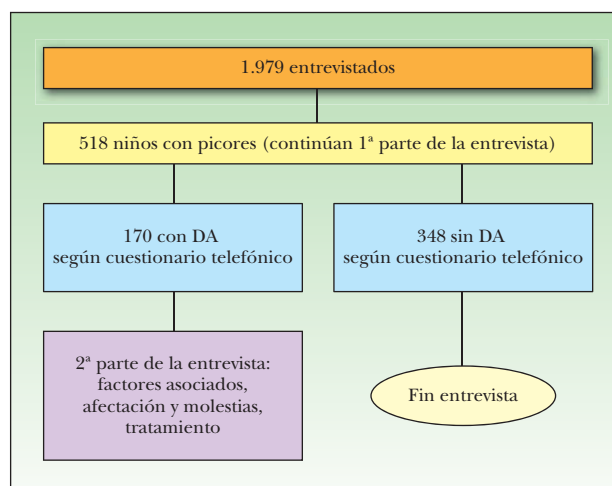 1.979 entrevistados
518 niños con picores (continúan 1ª parte de la entrevista)
170 con DA
según cuestionario telefónico
348 sin DA
según cuestionario telefónico
2ª parte de la entrevista:
factores asociados,
afectación y molestias,
tratamiento
Fin entrevista